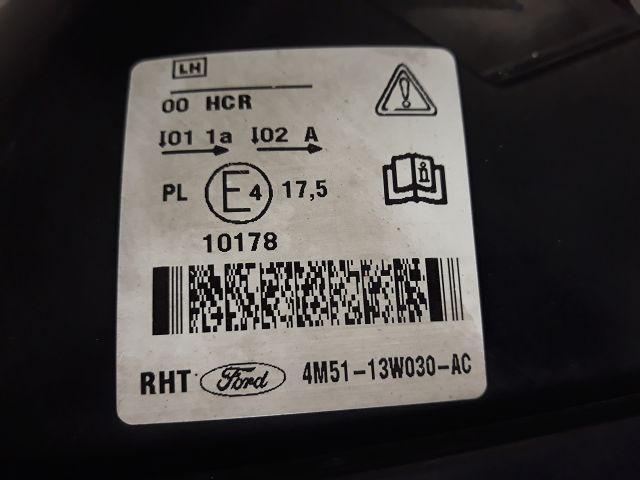 LH
00 HCR
↓01 1a ↓02 A
PL E4 17,5
10178
RHT Ford 4M51-13W030-AC